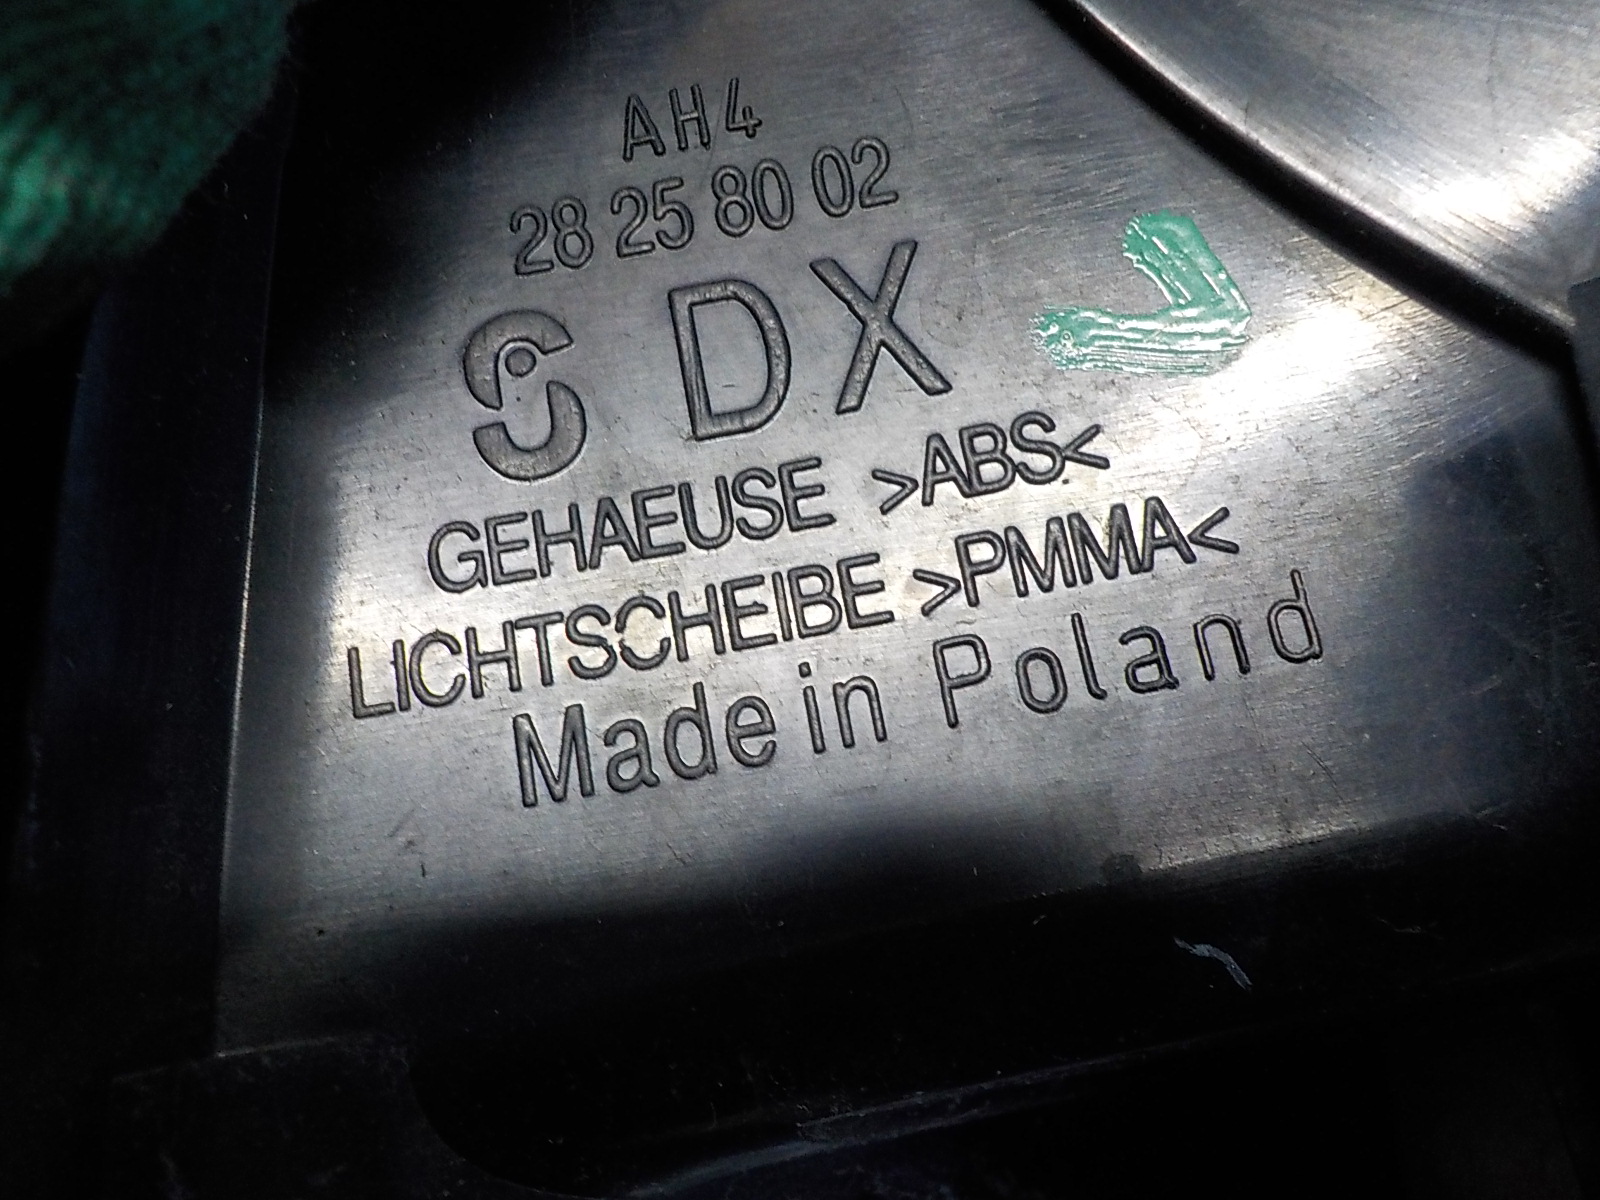 AH4
28 25 80 02
S DX
GEHAEUSE >ABS<
LICHTSCHEIBE >PMMA<
Made in Poland